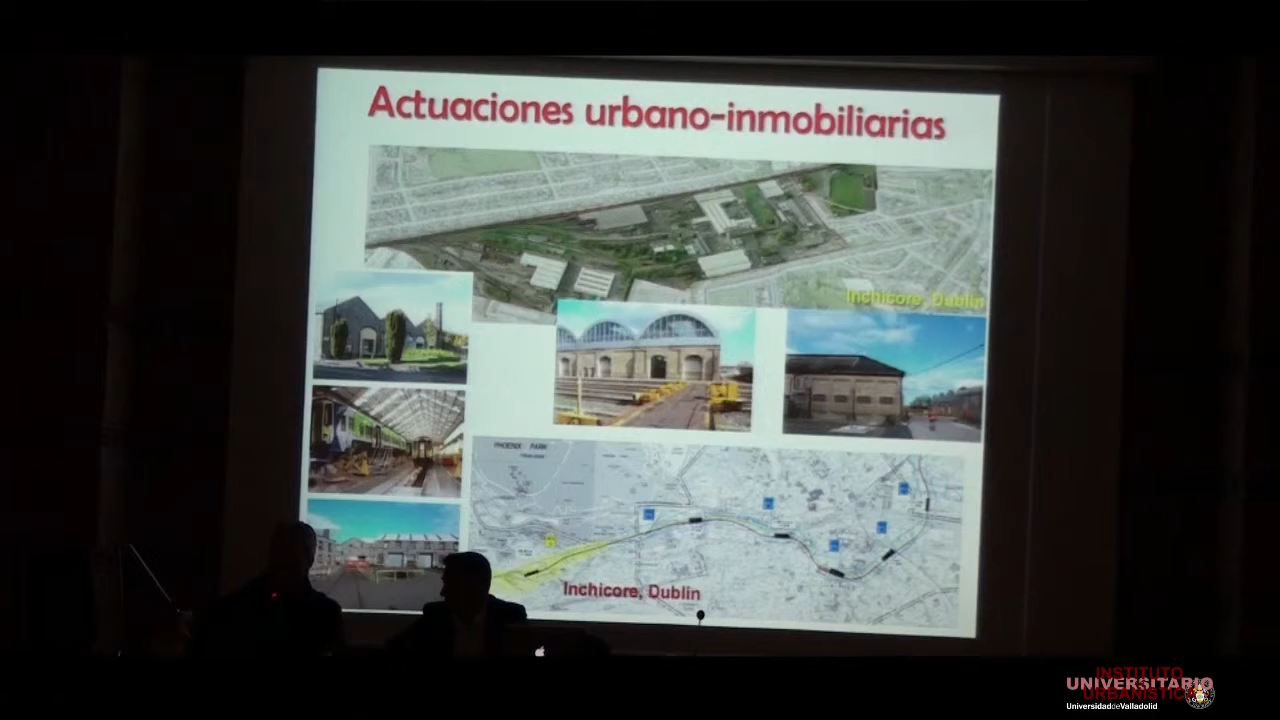 Actuaciones urbano-inmobiliarias
Inchicore, Dublin
PHOENIX PARK
Inchicore, Dublin
INSTITUTO
UNIVERSITARIO
URBANÍSTICA
UniversidaddeValladolid